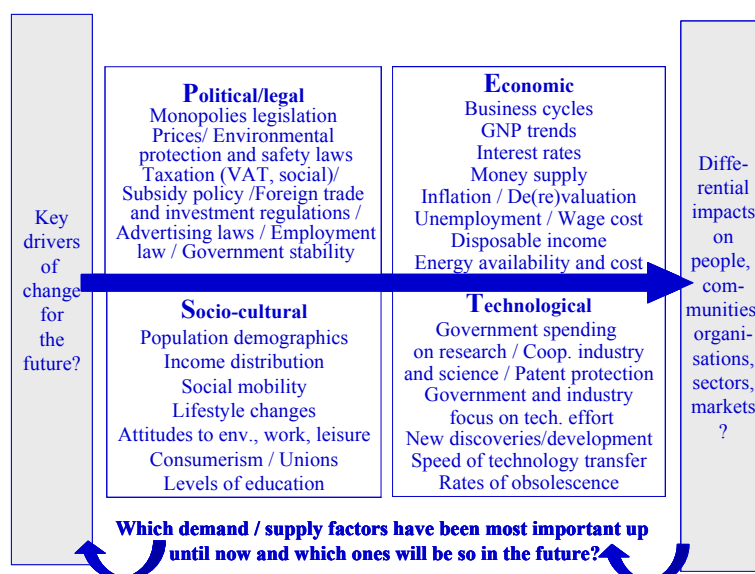 Key
drivers
of
change
for
the
future?
Political/legal
Monopolies legislation
Prices/ Environmental
protection and safety laws
Taxation (VAT, social)/
Subsidy policy /Foreign trade
and investment regulations /
Advertising laws / Employment
law / Government stability
Economic
Business cycles
GNP trends
Interest rates
Money supply
Inflation / De(re)valuation
Unemployment / Wage cost
Disposable income
Energy availability and cost
Socio-cultural
Population demographics
Income distribution
Social mobility
Lifestyle changes
Attitudes to env., work, leisure
Consumerism / Unions
Levels of education
Technological
Government spending
on research / Coop. industry
and science / Patent protection
Government and industry
focus on tech. effort
New discoveries/development
Speed of technology transfer
Rates of obsolescence
Diffe-
rential
impacts
on
people,
com-
munities,
organi-
sations,
sectors,
markets
?
Which demand / supply factors have been most important up
until now and which ones will be so in the future?